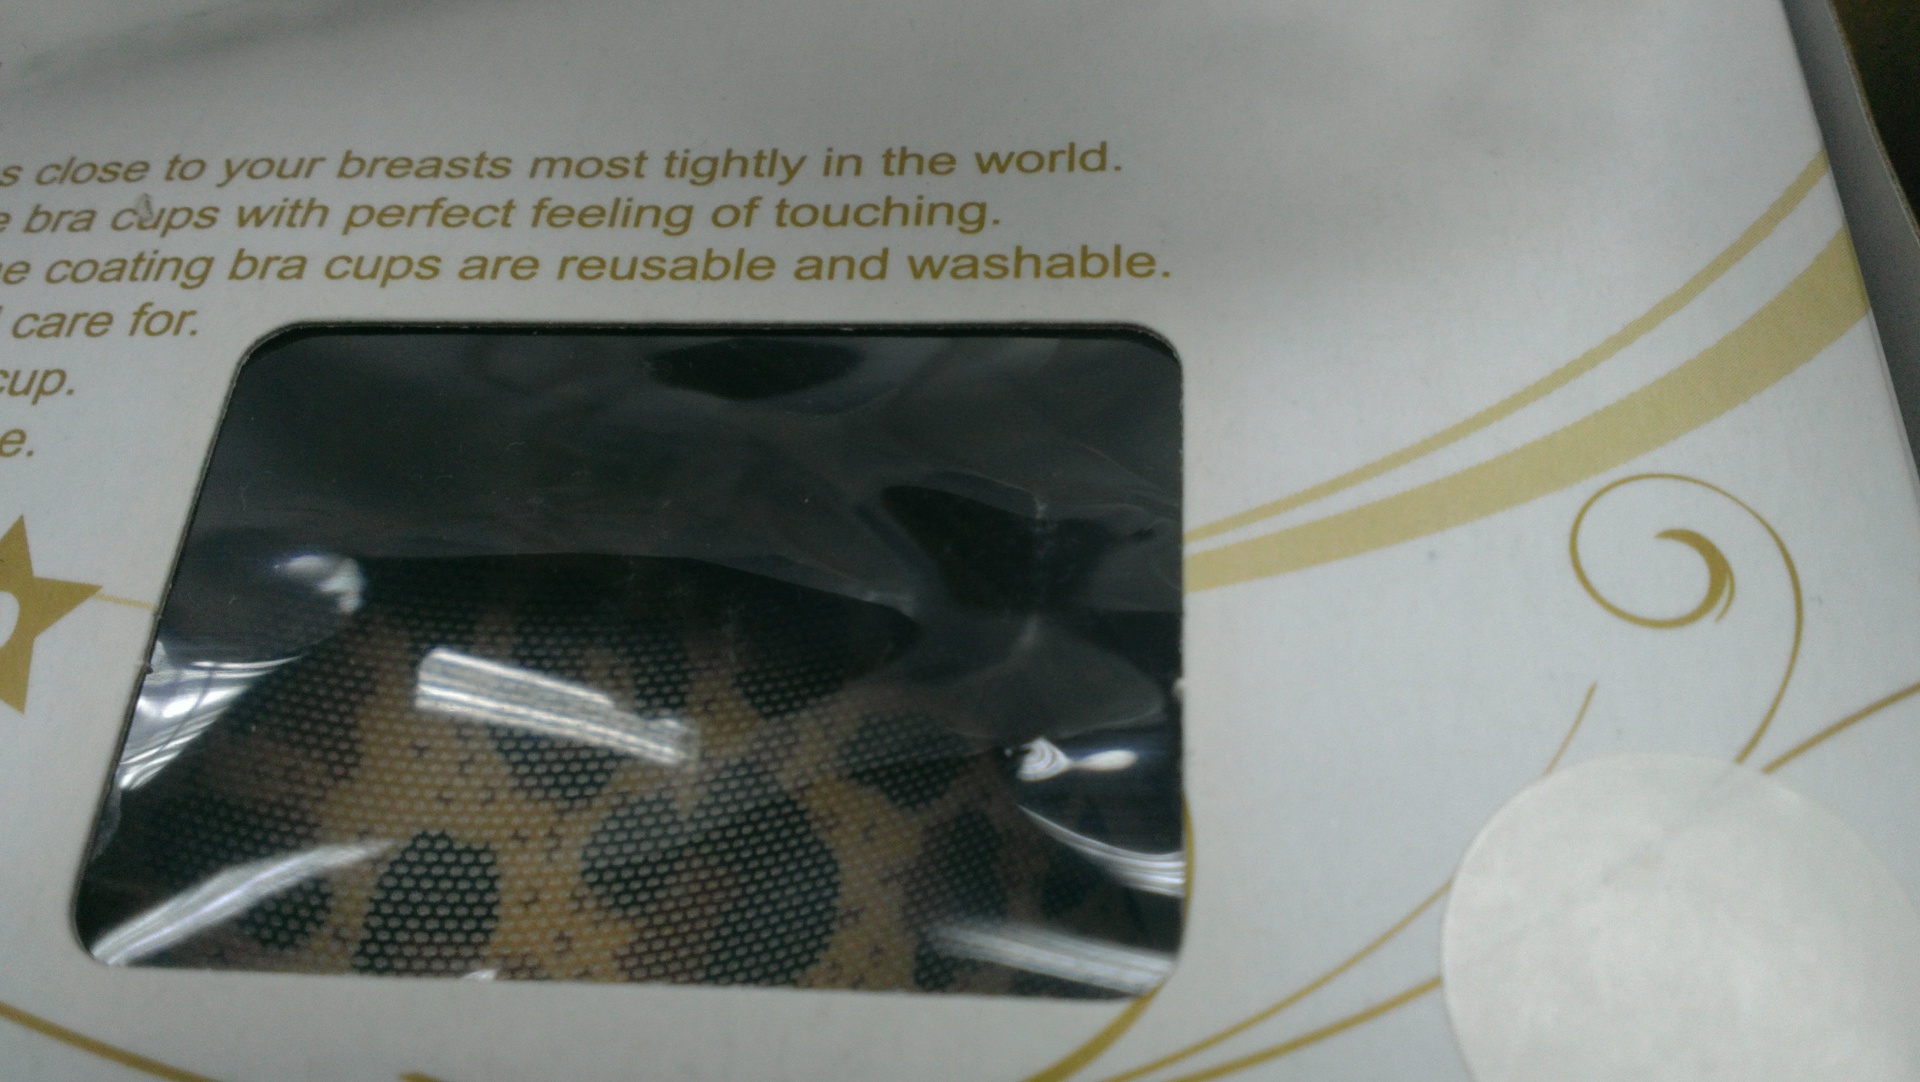 s close to your breasts most tightly in the world.
bra cups with perfect feeling of touching.
coating bra cups are reusable and washable.
care for.
cup.
e.